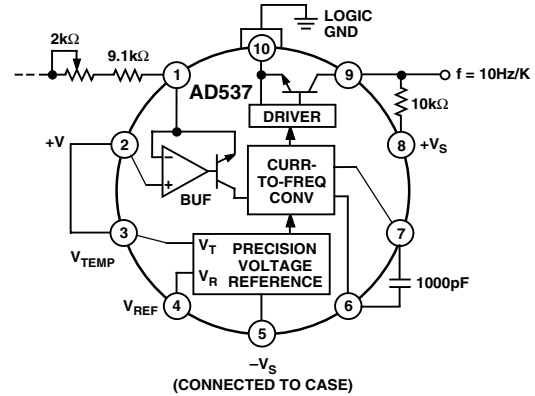 LOGIC
GND
2kΩ
9.1kΩ
10
1
AD537
9
f = 10Hz/K
DRIVER
10kΩ
+V
2
8
+VS
–
+
BUF
CURR-
TO-FREQ
CONV
3
VTEMP
VT
VR
PRECISION
VOLTAGE
REFERENCE
7
1000pF
VREF
4
6
5
–VS
(CONNECTED TO CASE)